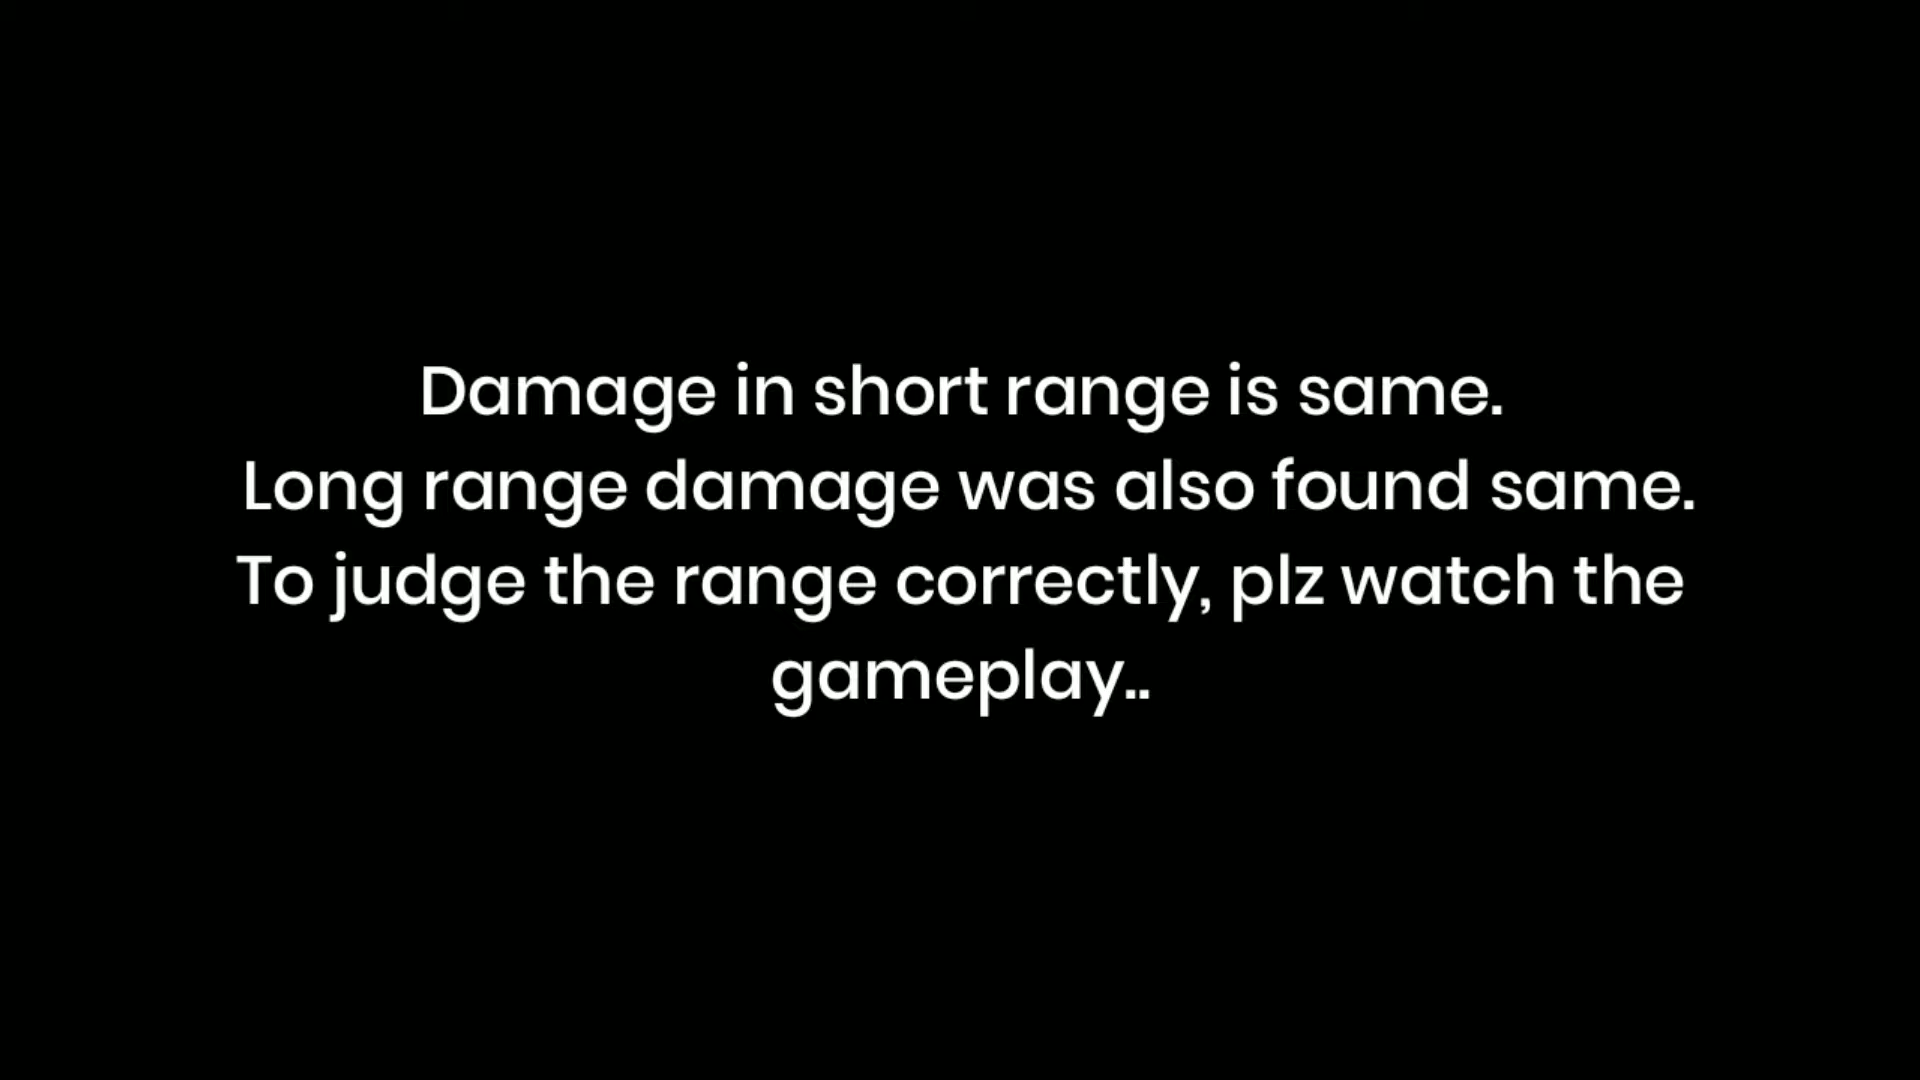 Damage in short range is same.
Long range damage was also found same.
To judge the range correctly, plz watch the
gameplay..